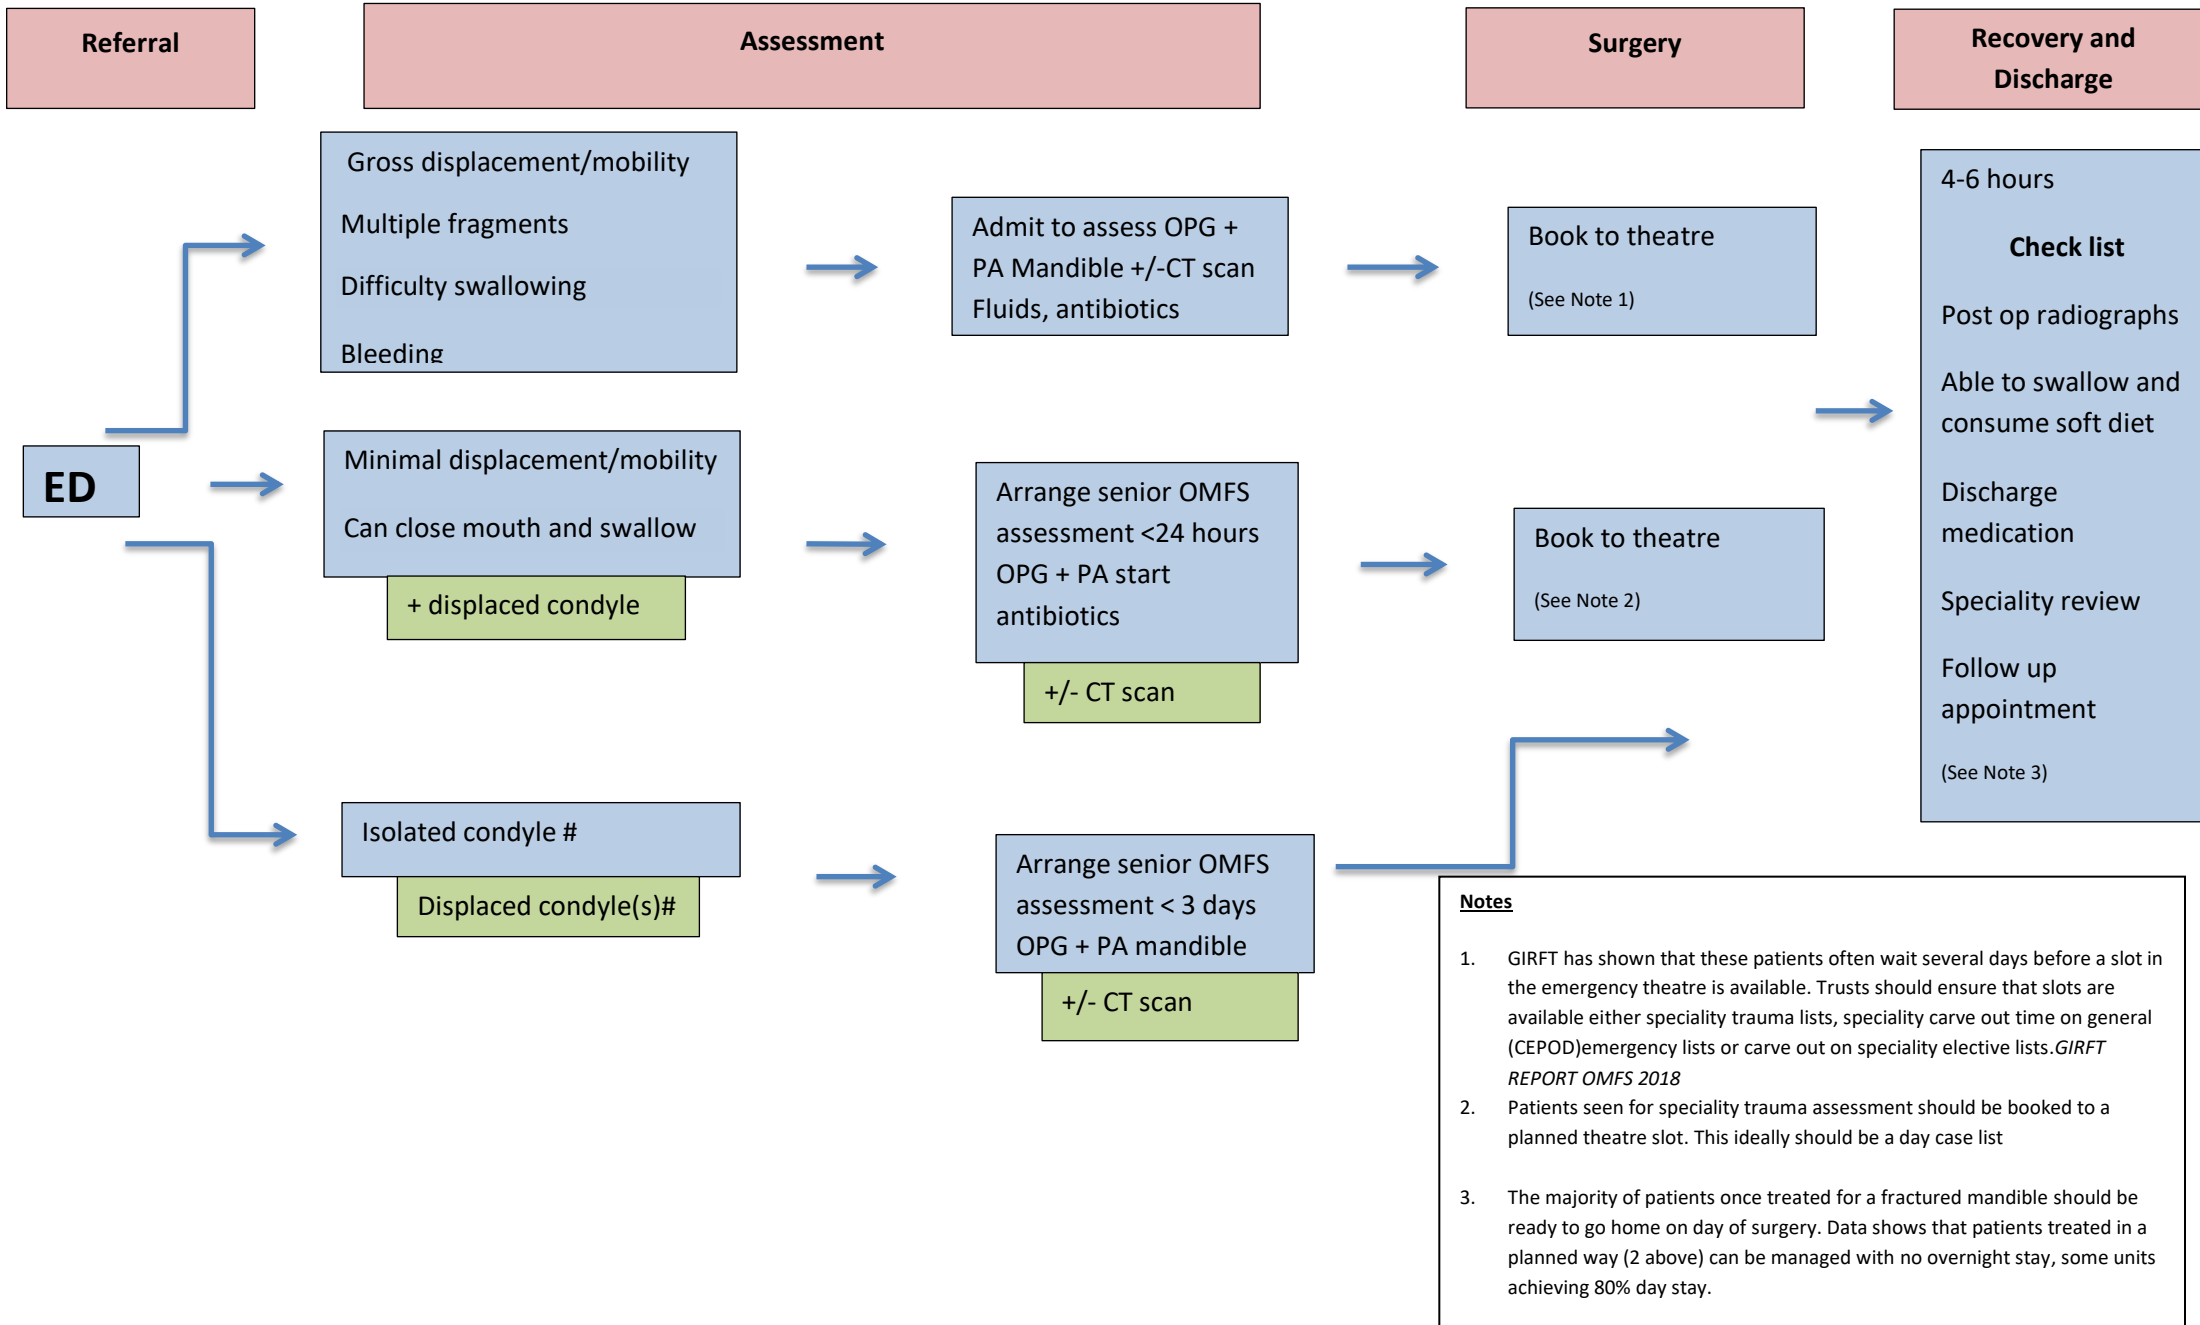 Referral
Assessment
Surgery
Recovery and
Discharge
ED
Gross displacement/mobility
Multiple fragments
Difficulty swallowing
Bleeding
Admit to assess OPG +
PA Mandible +/-CT scan
Fluids, antibiotics
Book to theatre
(See Note 1)
Minimal displacement/mobility
Can close mouth and swallow
+ displaced condyle
Arrange senior OMFS
assessment <24 hours
OPG + PA start
antibiotics
+/- CT scan
Book to theatre
(See Note 2)
Isolated condyle #
Displaced condyle(s)#
Arrange senior OMFS
assessment < 3 days
OPG + PA mandible
+/- CT scan
4-6 hours
Check list
Post op radiographs
Able to swallow and
consume soft diet
Discharge
medication
Speciality review
Follow up
appointment
(See Note 3)
Notes
1. GIRFT has shown that these patients often wait several days before a slot in
the emergency theatre is available. Trusts should ensure that slots are
available either speciality trauma lists, speciality carve out time on general
(CEPOD)emergency lists or carve out on speciality elective lists.GIRFT
REPORT OMFS 2018
2. Patients seen for speciality trauma assessment should be booked to a
planned theatre slot. This ideally should be a day case list
3. The majority of patients once treated for a fractured mandible should be
ready to go home on day of surgery. Data shows that patients treated in a
planned way (2 above) can be managed with no overnight stay, some units
achieving 80% day stay.